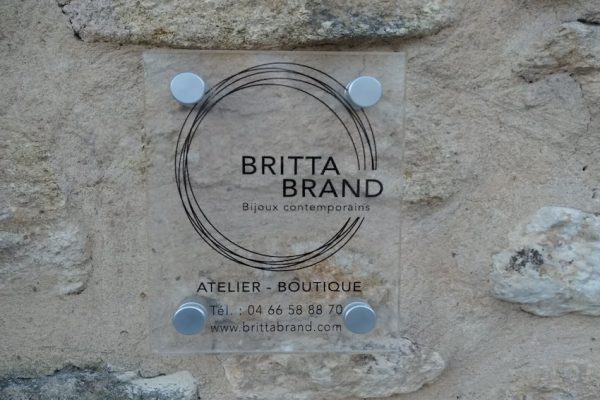 BRITTA
BRAND
Bijoux contemporains
ATELIER - BOUTIQUE
Tél. : 04 66 58 88 70
www.brittabrand.com